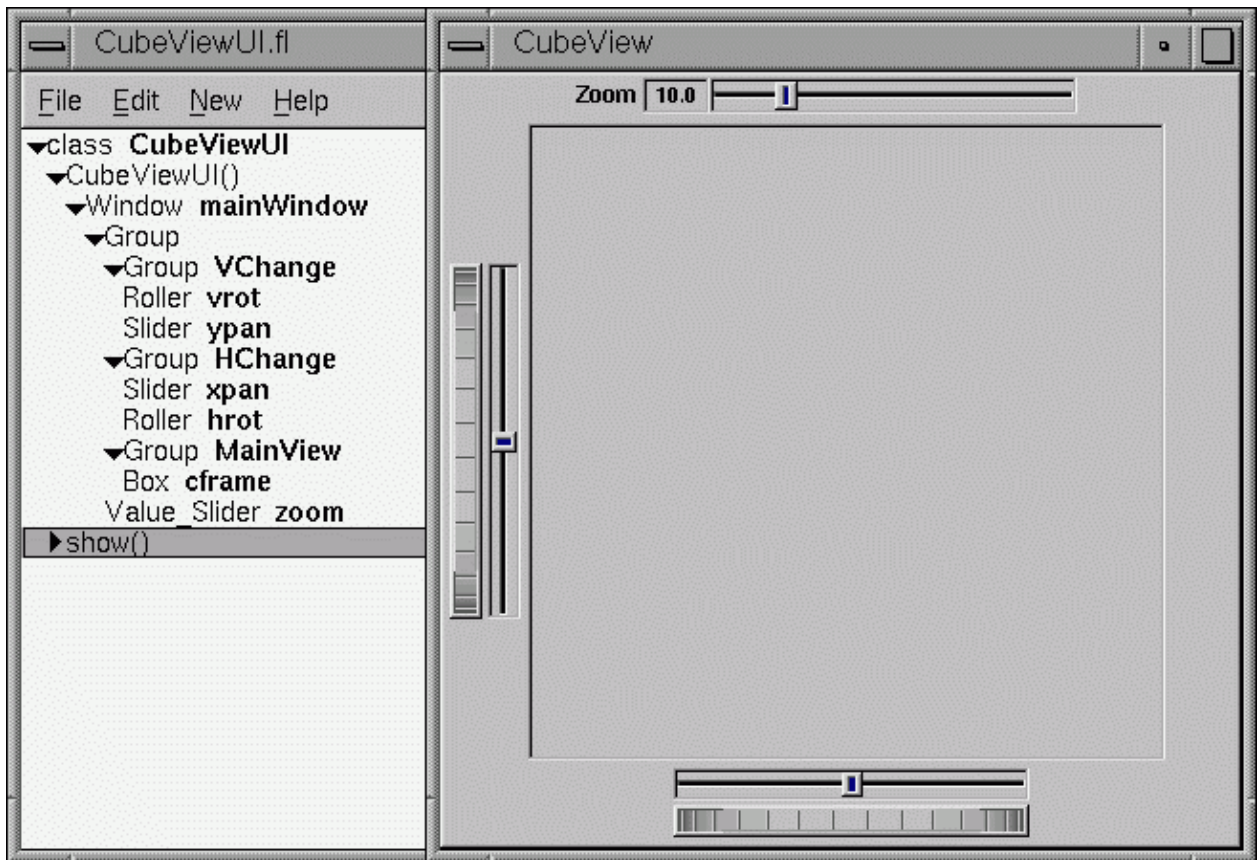 CubeViewUI.fl
File Edit New Help
class CubeViewUI
CubeViewUI()
Window mainWindow
Group
Group VChange
Roller vrot
Slider ypan
Group HChange
Slider xpan
Roller hrot
Group MainView
Box cframe
Value_Slider zoom
show()
CubeView
Zoom 10.0